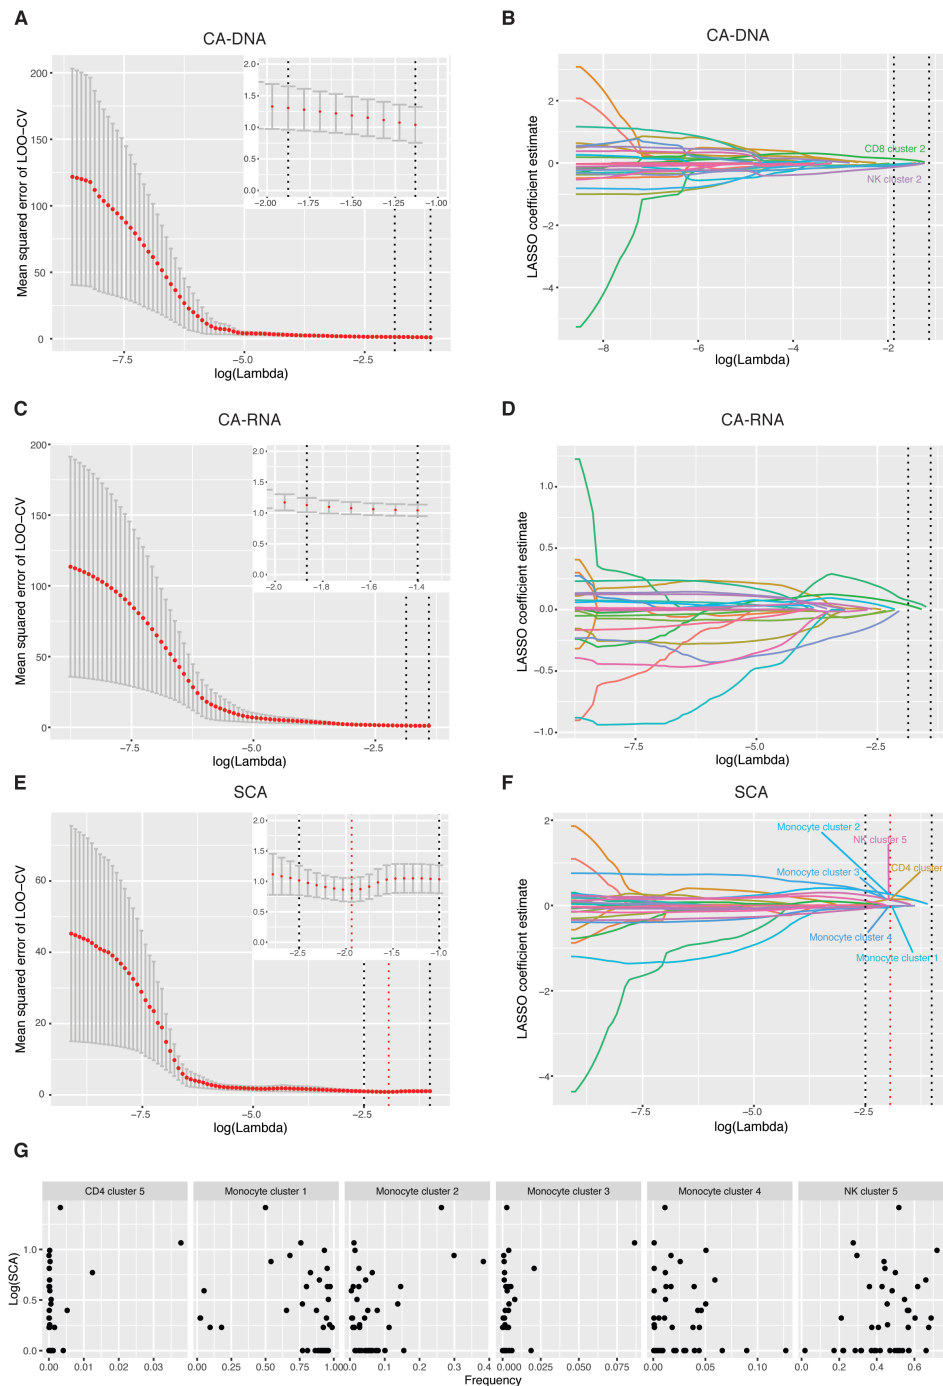 A
CA-DNA
Mean squared error of LOO-CV
200
150
100
50
0
−7.5
−5.0
−2.5
log(Lambda)
2.0
1.5
1.0
0.5
0.0
−2.00
−1.75
−1.50
−1.25
−1.00
B
CA-DNA
LASSO coefficient estimate
2
0
−2
−4
−8
−6
−4
−2
log(Lambda)
CD8 cluster 2
NK cluster 2
C
CA-RNA
Mean squared error of LOO-CV
200
150
100
50
0
−7.5
−5.0
−2.5
log(Lambda)
2.0
1.5
1.0
0.5
0.0
−2.0
−1.8
−1.6
−1.4
D
CA-RNA
LASSO coefficient estimate
1.0
0.5
0.0
−0.5
−1.0
−7.5
−5.0
−2.5
log(Lambda)
E
SCA
Mean squared error of LOO-CV
60
40
20
0
−7.5
−5.0
−2.5
log(Lambda)
2.0
1.5
1.0
0.5
0.0
−2.5
−2.0
−1.5
−1.0
F
SCA
LASSO coefficient estimate
2
0
−2
−4
−7.5
−5.0
−2.5
log(Lambda)
Monocyte cluster 2
NK cluster 5
CD4 cluster
Monocyte cluster 3
Monocyte cluster 4
Monocyte cluster 1
G
CD4 cluster 5 Monocyte cluster 1 Monocyte cluster 2 Monocyte cluster 3 Monocyte cluster 4 NK cluster 5
Log(SCA)
1.0
0.5
0.0
0.00 0.01 0.02 0.03 0.00 0.25 0.50 0.75 1.00 0.0 0.1 0.2 0.3 0.4 0.000 0.025 0.050 0.075 0.00 0.05 0.10 0.0 0.2 0.4 0.6
Frequency